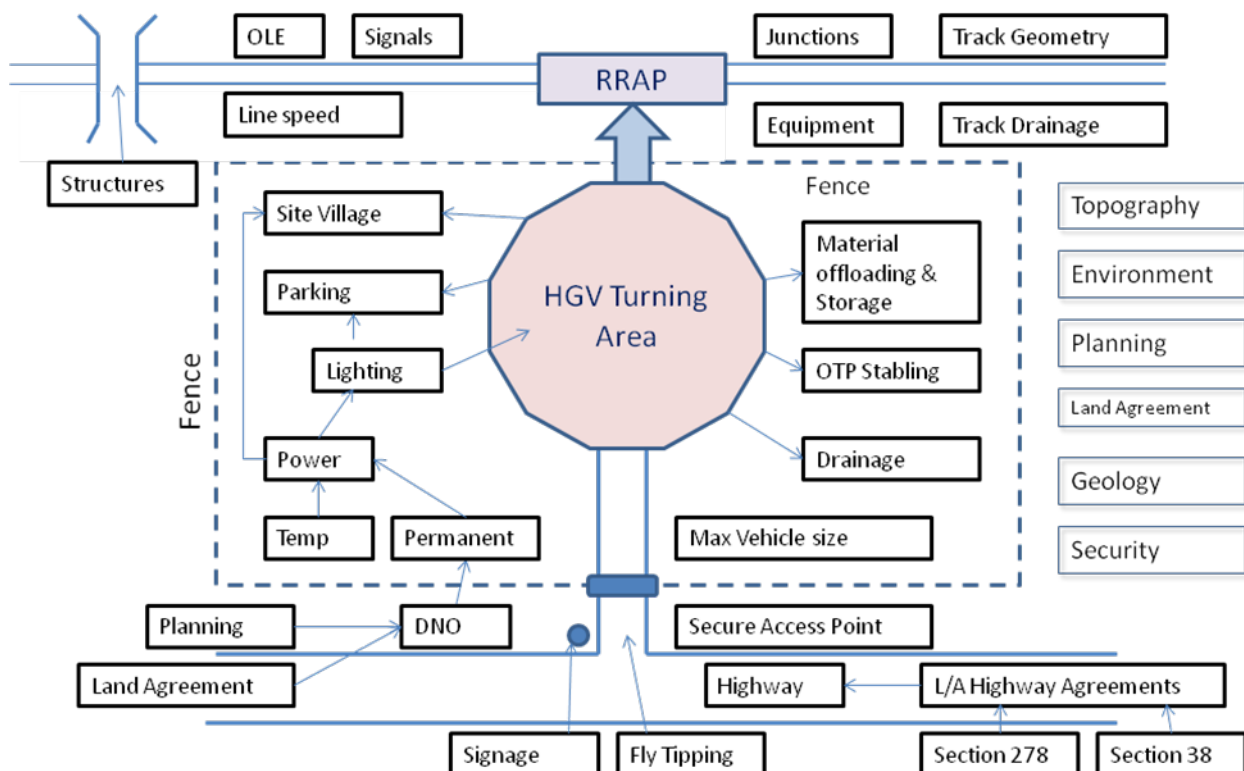 OLE
Signals
Junctions
Track Geometry
RRAP
Line speed
Equipment
Track Drainage
Structures
Fence
Site Village
Topography
Material
offloading &
Storage
Environment
Parking
HGV Turning
Area
Planning
Lighting
OTP Stabling
Fence
Land Agreement
Power
Drainage
Geology
Temp
Permanent
Max Vehicle size
Security
Planning
DNO
Secure Access Point
Land Agreement
Highway
L/A Highway Agreements
Signage
Fly Tipping
Section 278
Section 38